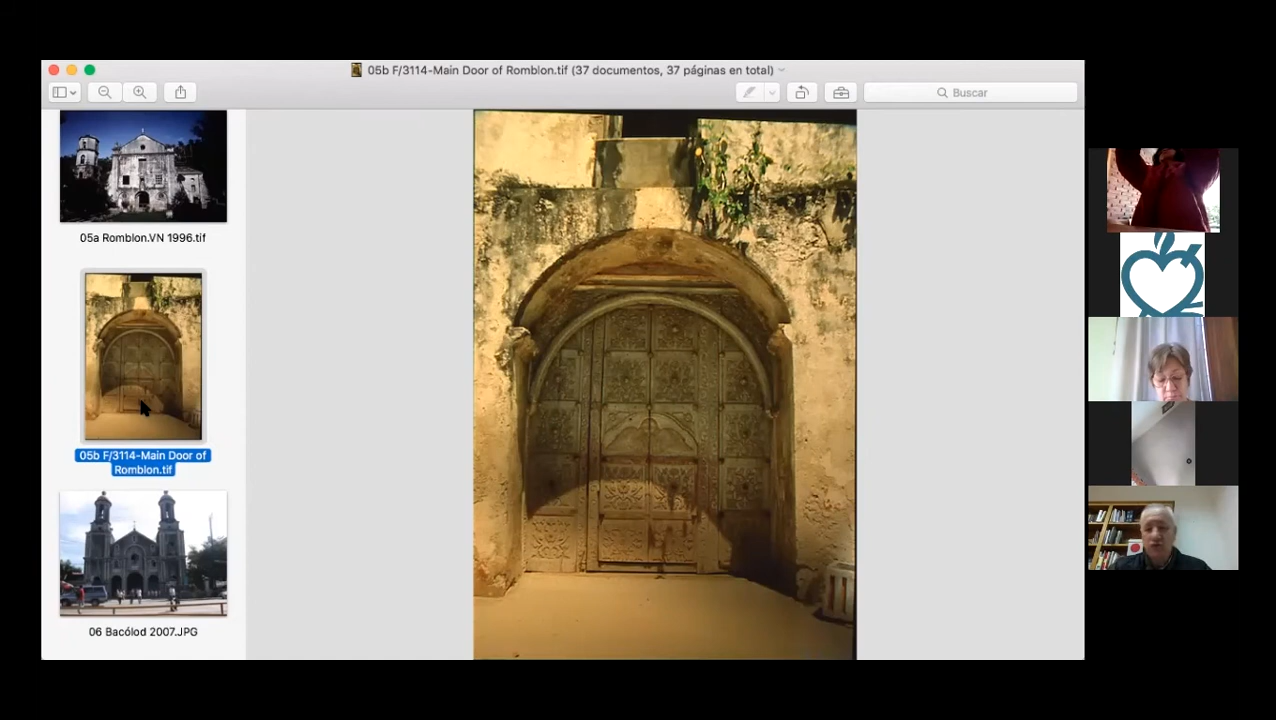 05b F/3114-Main Door of Romblon.tif (37 documentos, 37 páginas en total)
Buscar
05a Romblon.VN 1996.tif
05b F/3114-Main Door of
Romblon.tif
06 Bacólod 2007.JPG